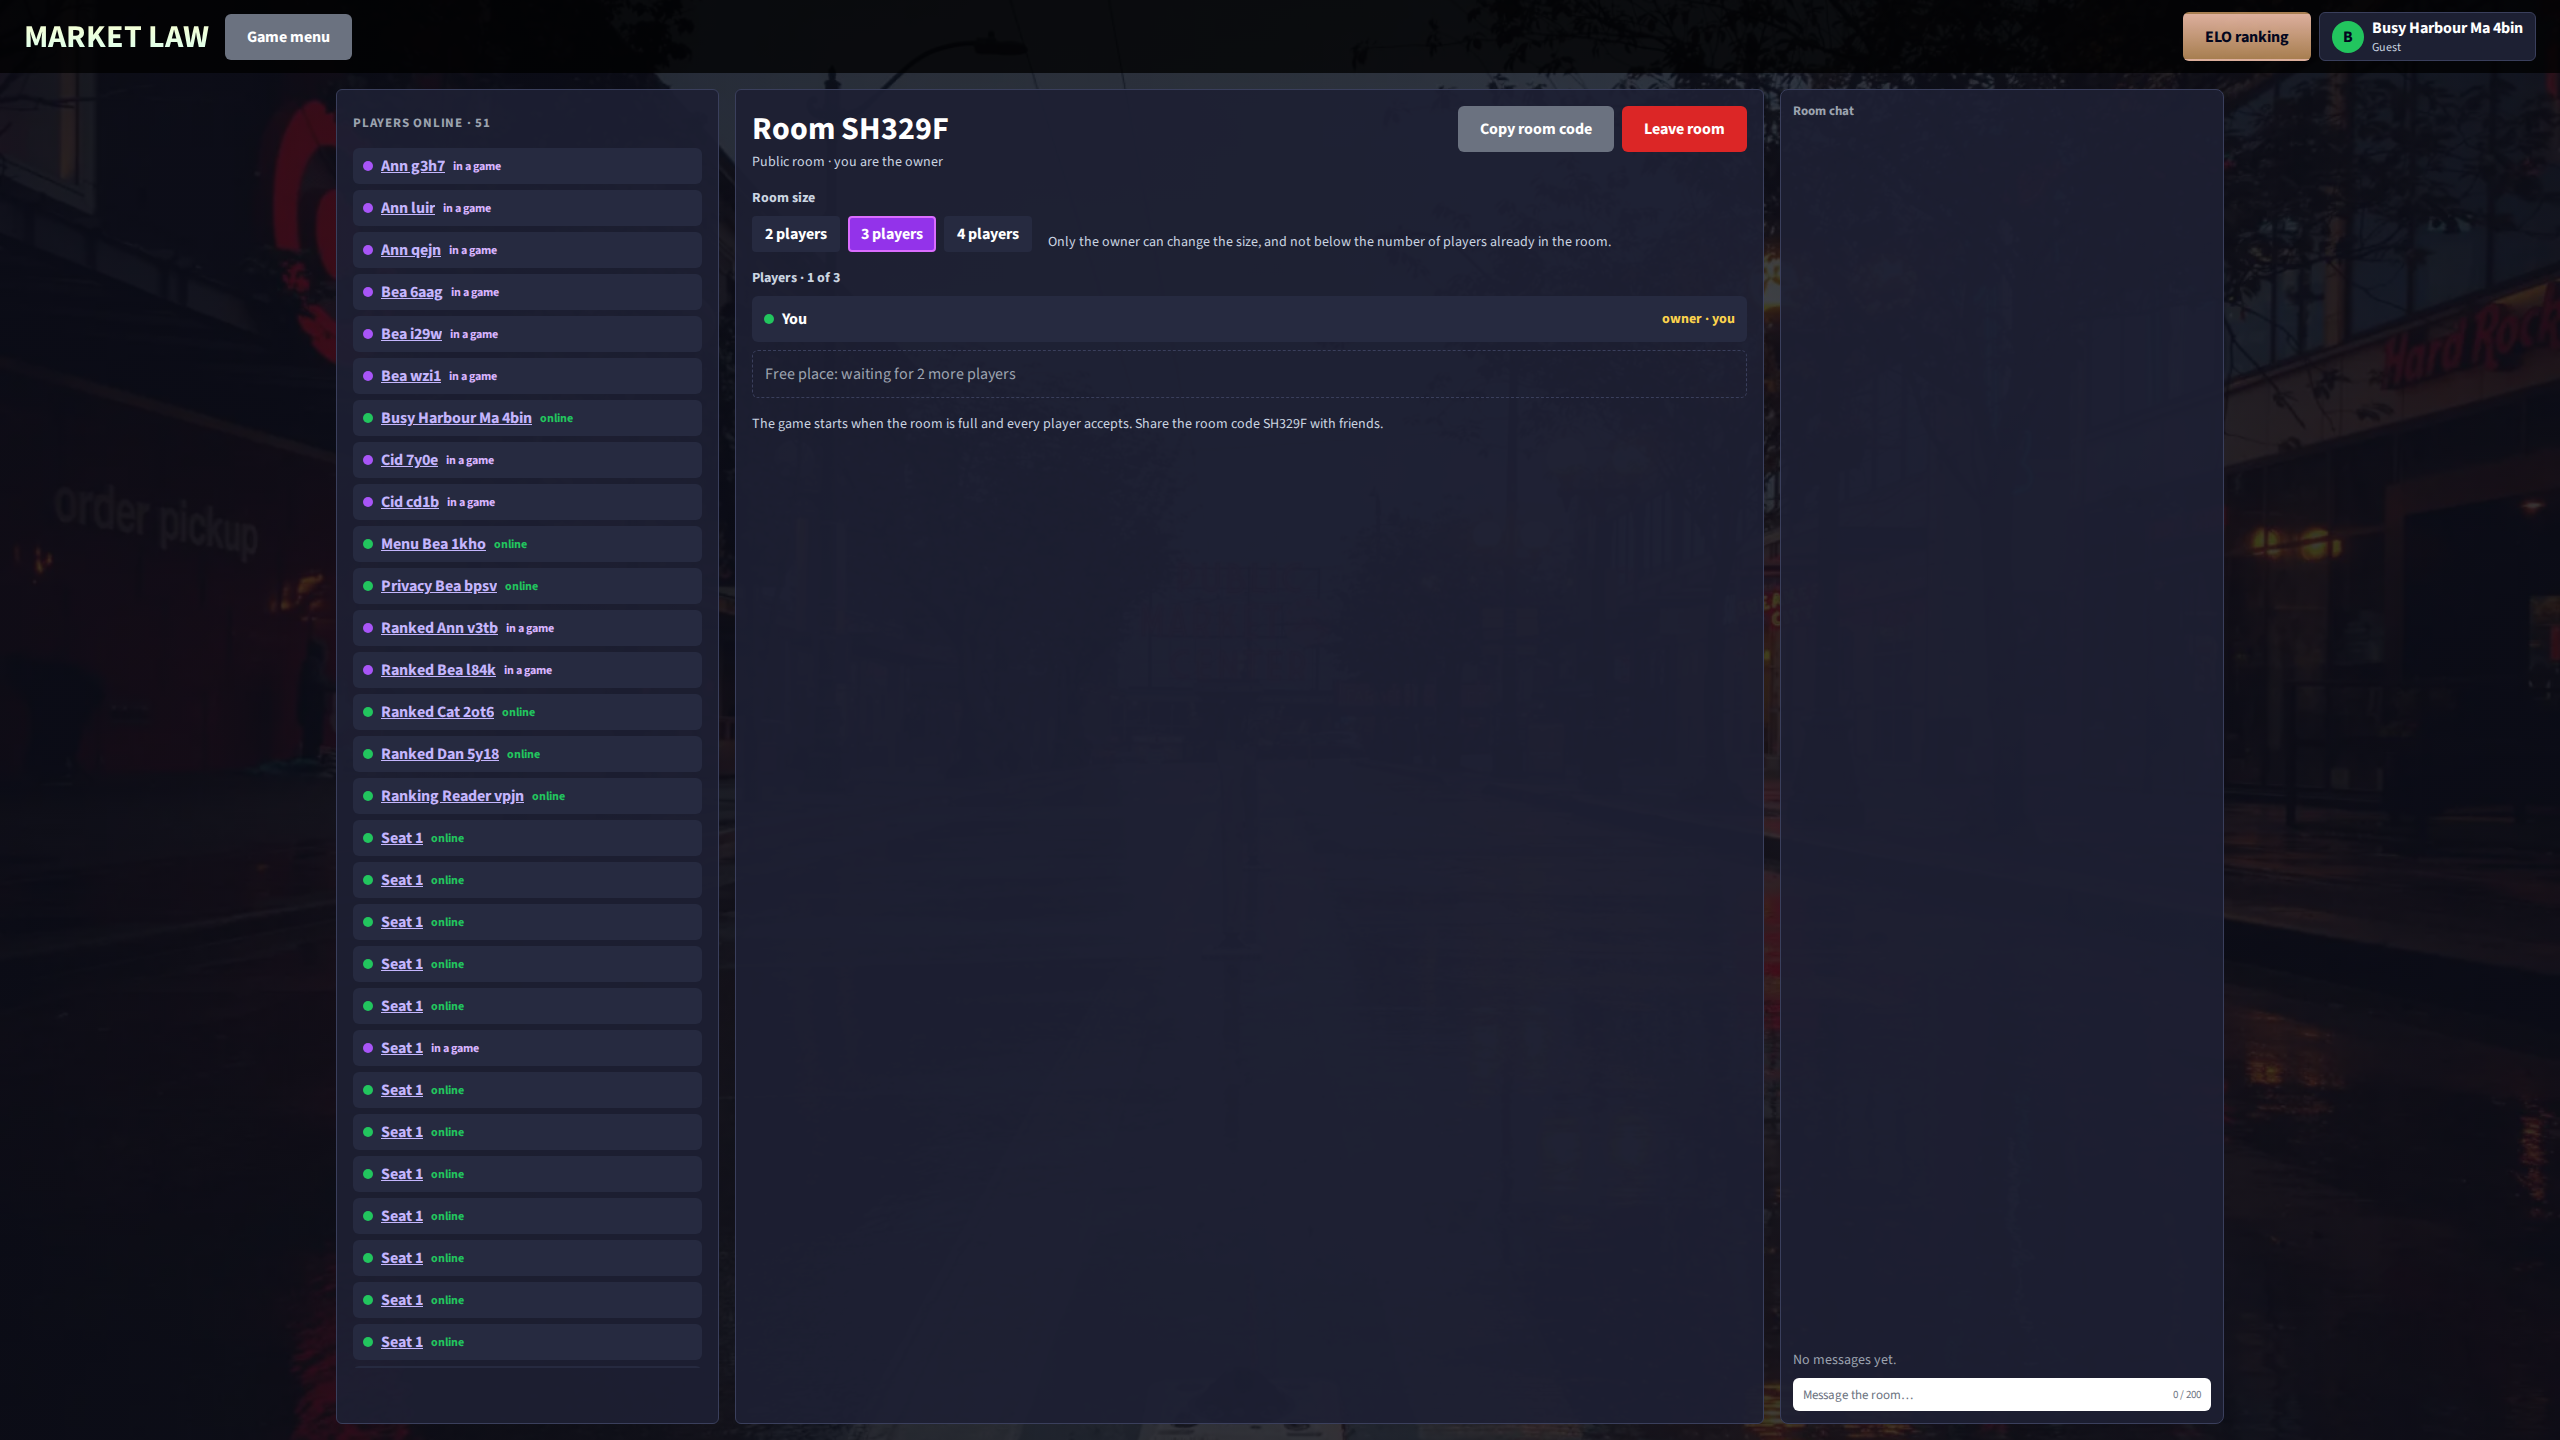 MARKET LAW
Game menu
ELO ranking
B
Busy Harbour Ma 4bin
Guest
PLAYERS ONLINE · 51
Ann g3h7 in a game
Ann luir in a game
Ann qejn in a game
Bea 6aag in a game
Bea i29w in a game
Bea wzi1 in a game
Busy Harbour Ma 4bin online
Cid 7y0e in a game
Cid cd1b in a game
Menu Bea 1kho online
Privacy Bea bpsv online
Ranked Ann v3tb in a game
Ranked Bea l84k in a game
Ranked Cat 2ot6 online
Ranked Dan 5y18 online
Ranking Reader vpjn online
Seat 1 online
Seat 1 online
Seat 1 online
Seat 1 online
Seat 1 online
Seat 1 in a game
Seat 1 online
Seat 1 online
Seat 1 online
Seat 1 online
Seat 1 online
Seat 1 online
Seat 1 online
Room SH329F
Copy room code
Leave room
Public room · you are the owner
Room size
2 players
3 players
4 players
Only the owner can change the size, and not below the number of players already in the room.
Players · 1 of 3
You
owner · you
Free place: waiting for 2 more players
The game starts when the room is full and every player accepts. Share the room code SH329F with friends.
Room chat
No messages yet.
Message the room…
0 / 200
order pickup
Hard Rock